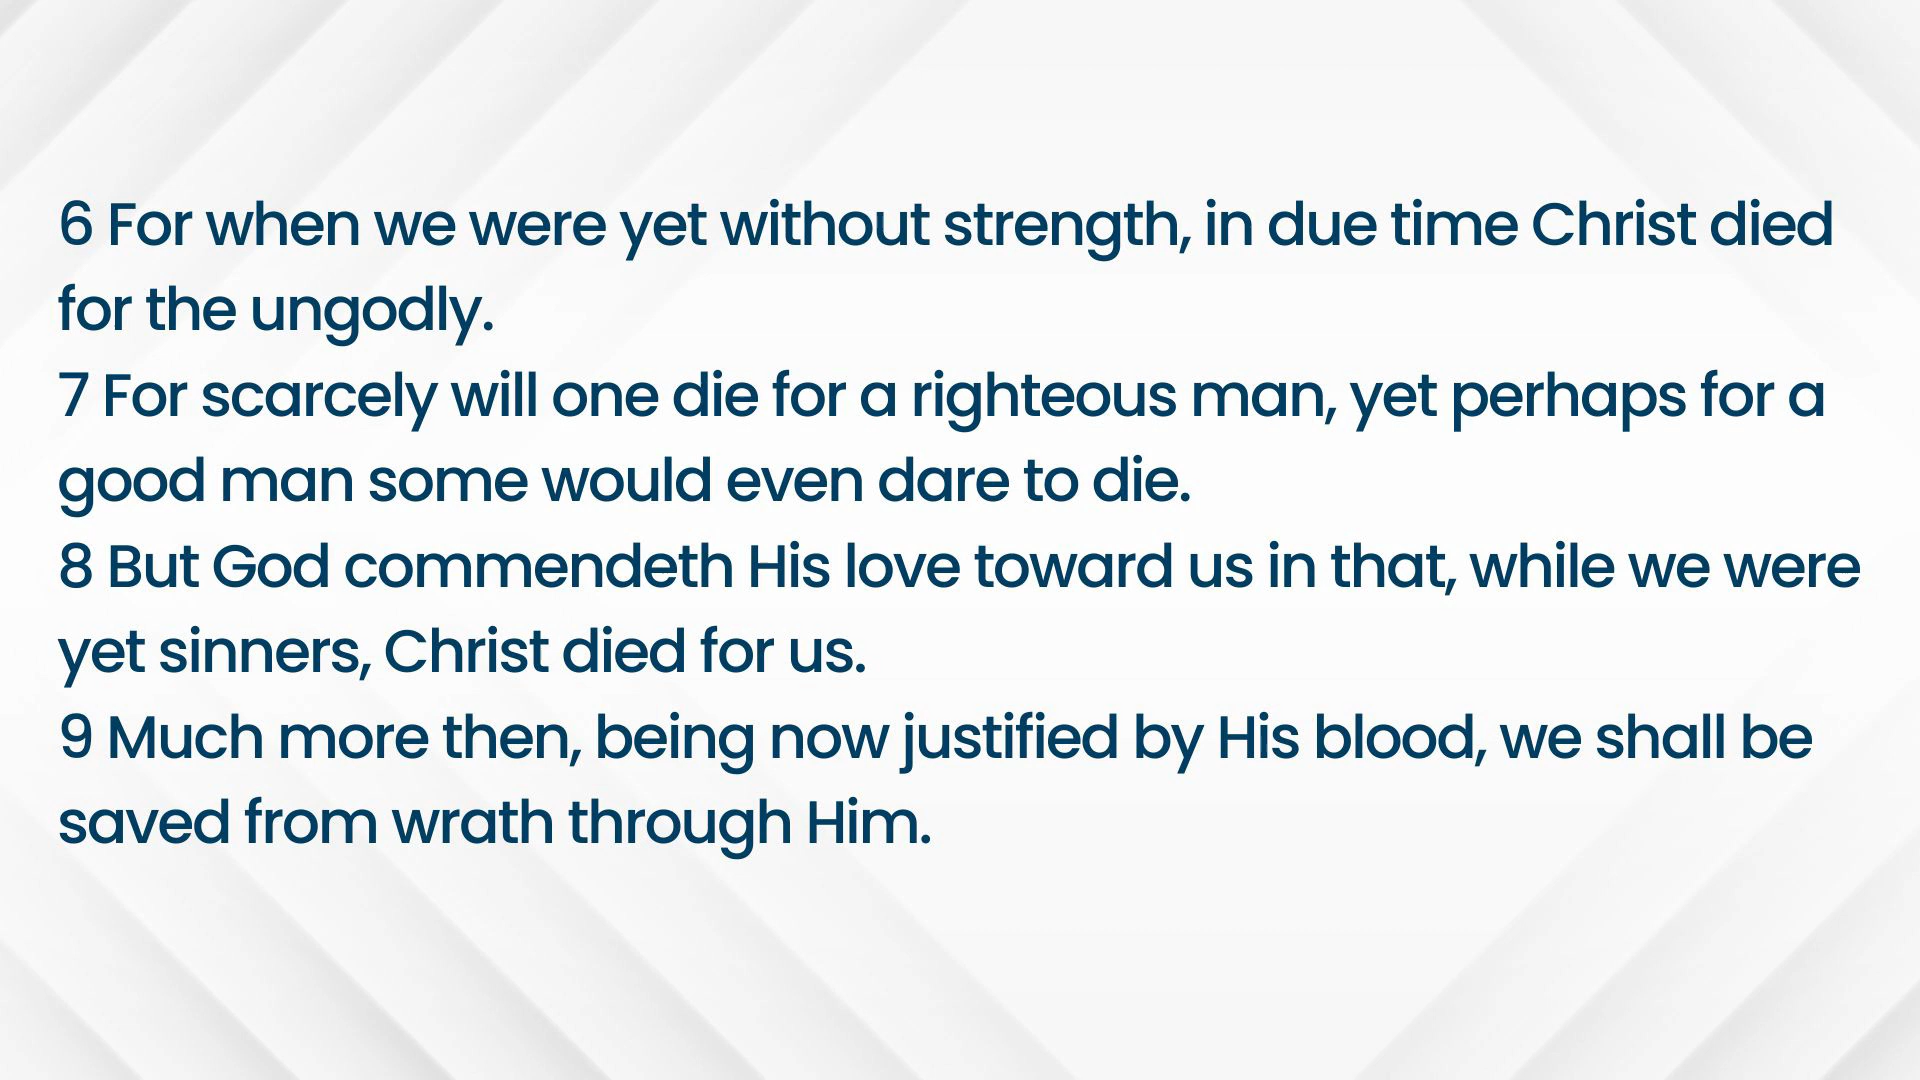 6 For when we were yet without strength, in due time Christ died
for the ungodly.
7 For scarcely will one die for a righteous man, yet perhaps for a
good man some would even dare to die.
8 But God commendeth His love toward us in that, while we were
yet sinners, Christ died for us.
9 Much more then, being now justified by His blood, we shall be
saved from wrath through Him.